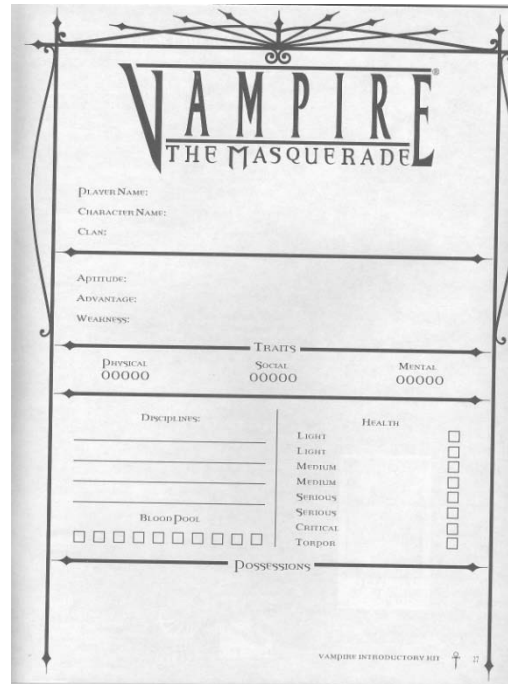 VAMPIRE®
THE MASQUERADE
PLAYER NAME:
CHARACTER NAME:
CLAN:
APTITUDE:
ADVANTAGE:
WEAKNESS:
TRAITS
PHYSICAL SOCIAL MENTAL
OOOOO OOOOO OOOOO
DISCIPLINES:
BLOOD POOL
HEALTH
LIGHT
LIGHT
MEDIUM
MEDIUM
SERIOUS
SERIOUS
CRITICAL
TORPOR
POSSESSIONS
VAMPIRE INTRODUCTORY KIT 27